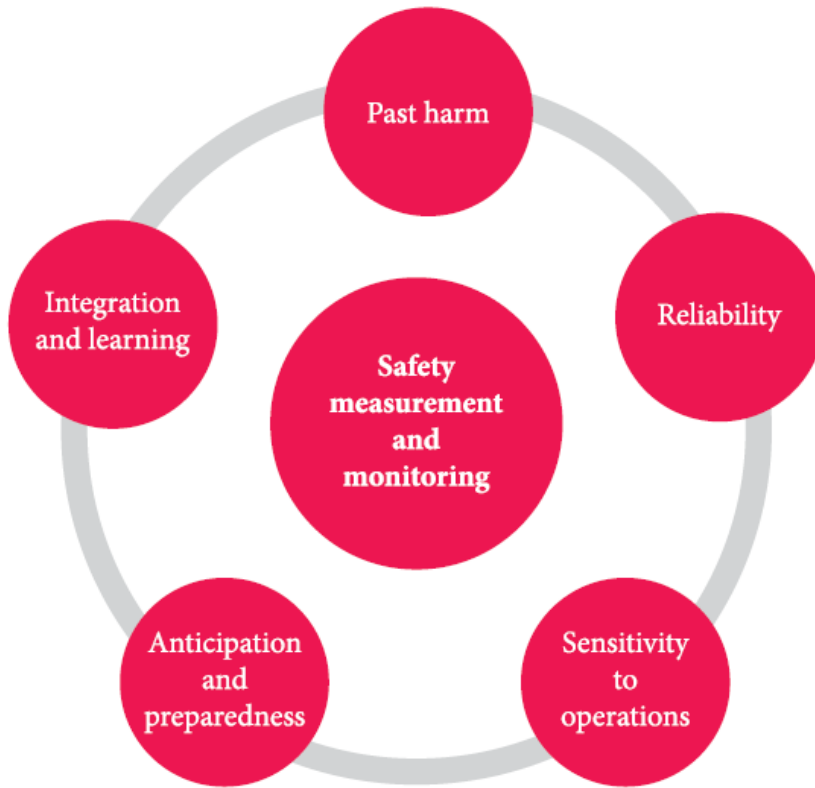 Past harm
Reliability
Sensitivity
to
operations
Anticipation
and
preparedness
Integration
and learning
Safety
measurement
and
monitoring